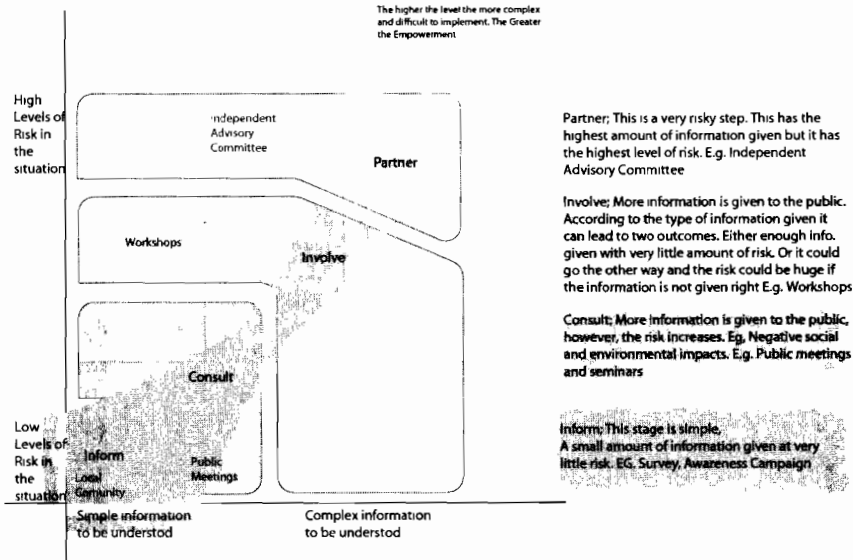 The higher the level the more complex
and difficult to implement. The Greater
the Empowerment
High
Levels of
Risk in
the
situation
Independent
Advisory
Committee
Partner
Workshops
Involve
Consult
Low
Levels of
Risk in
the
situation
Inform
Local
Comunity
Public
Meetings
Simple information
to be understod
Complex information
to be understod
Partner; This is a very risky step. This has the
highest amount of information given but it has
the highest level of risk. E.g. Independent
Advisory Committee
Involve; More information is given to the public.
According to the type of information given it
can lead to two outcomes. Either enough info.
given with very little amount of risk. Or it could
go the other way and the risk could be huge if
the information is not given right E.g. Workshops
Consult; More information is given to the public,
however, the risk increases. Eg, Negative social
and environmental impacts. E.g. Public meetings
and seminars
Inform; This stage is simple,
A small amount of information given at very
little risk. EG. Survey, Awareness Campaign